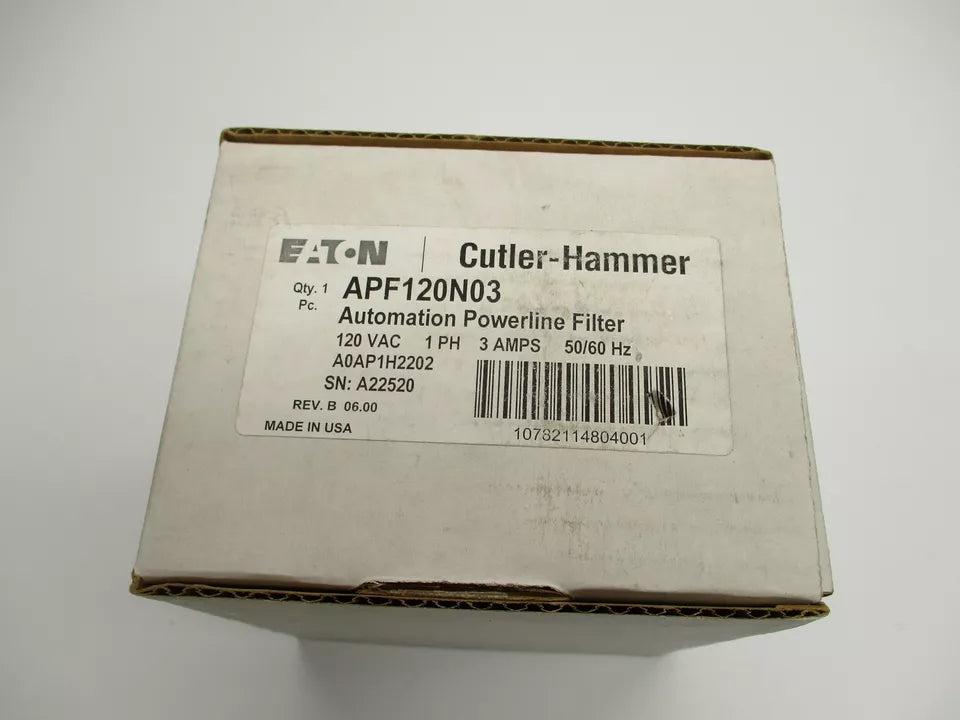 EATON | Cutler-Hammer
Qty. 1 APF120N03
Pc.
Automation Powerline Filter
120 VAC 1 PH 3 AMPS 50/60 Hz
A0AP1H2202
SN: A22520
REV. B 06.00
MADE IN USA
10782114804001